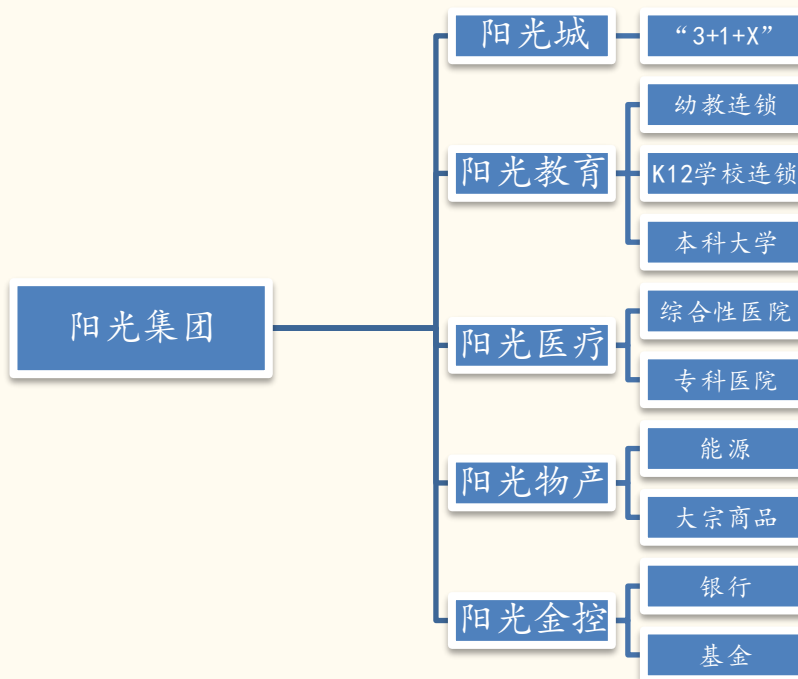 阳光集团
阳光城
“3+1+X”
阳光教育
幼教连锁
K12学校连锁
本科大学
阳光医疗
综合性医院
专科医院
阳光物产
能源
大宗商品
阳光金控
银行
基金